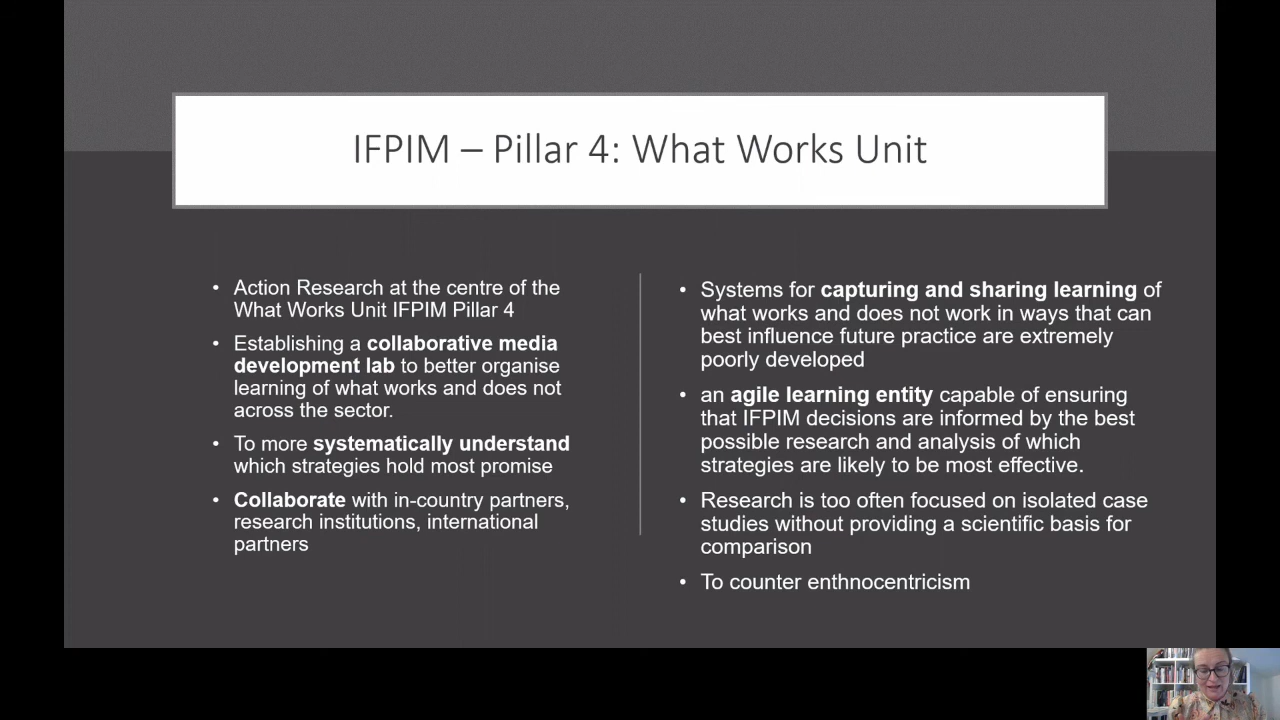 IFPIM – Pillar 4: What Works Unit
• Action Research at the centre of the
What Works Unit IFPIM Pillar 4
• Establishing a collaborative media
development lab to better organise
learning of what works and does not
across the sector.
• To more systematically understand
which strategies hold most promise
• Collaborate with in-country partners,
research institutions, international
partners
• Systems for capturing and sharing learning of
what works and does not work in ways that can
best influence future practice are extremely
poorly developed
• an agile learning entity capable of ensuring
that IFPIM decisions are informed by the best
possible research and analysis of which
strategies are likely to be most effective.
• Research is too often focused on isolated case
studies without providing a scientific basis for
comparison
• To counter enthnocentricism